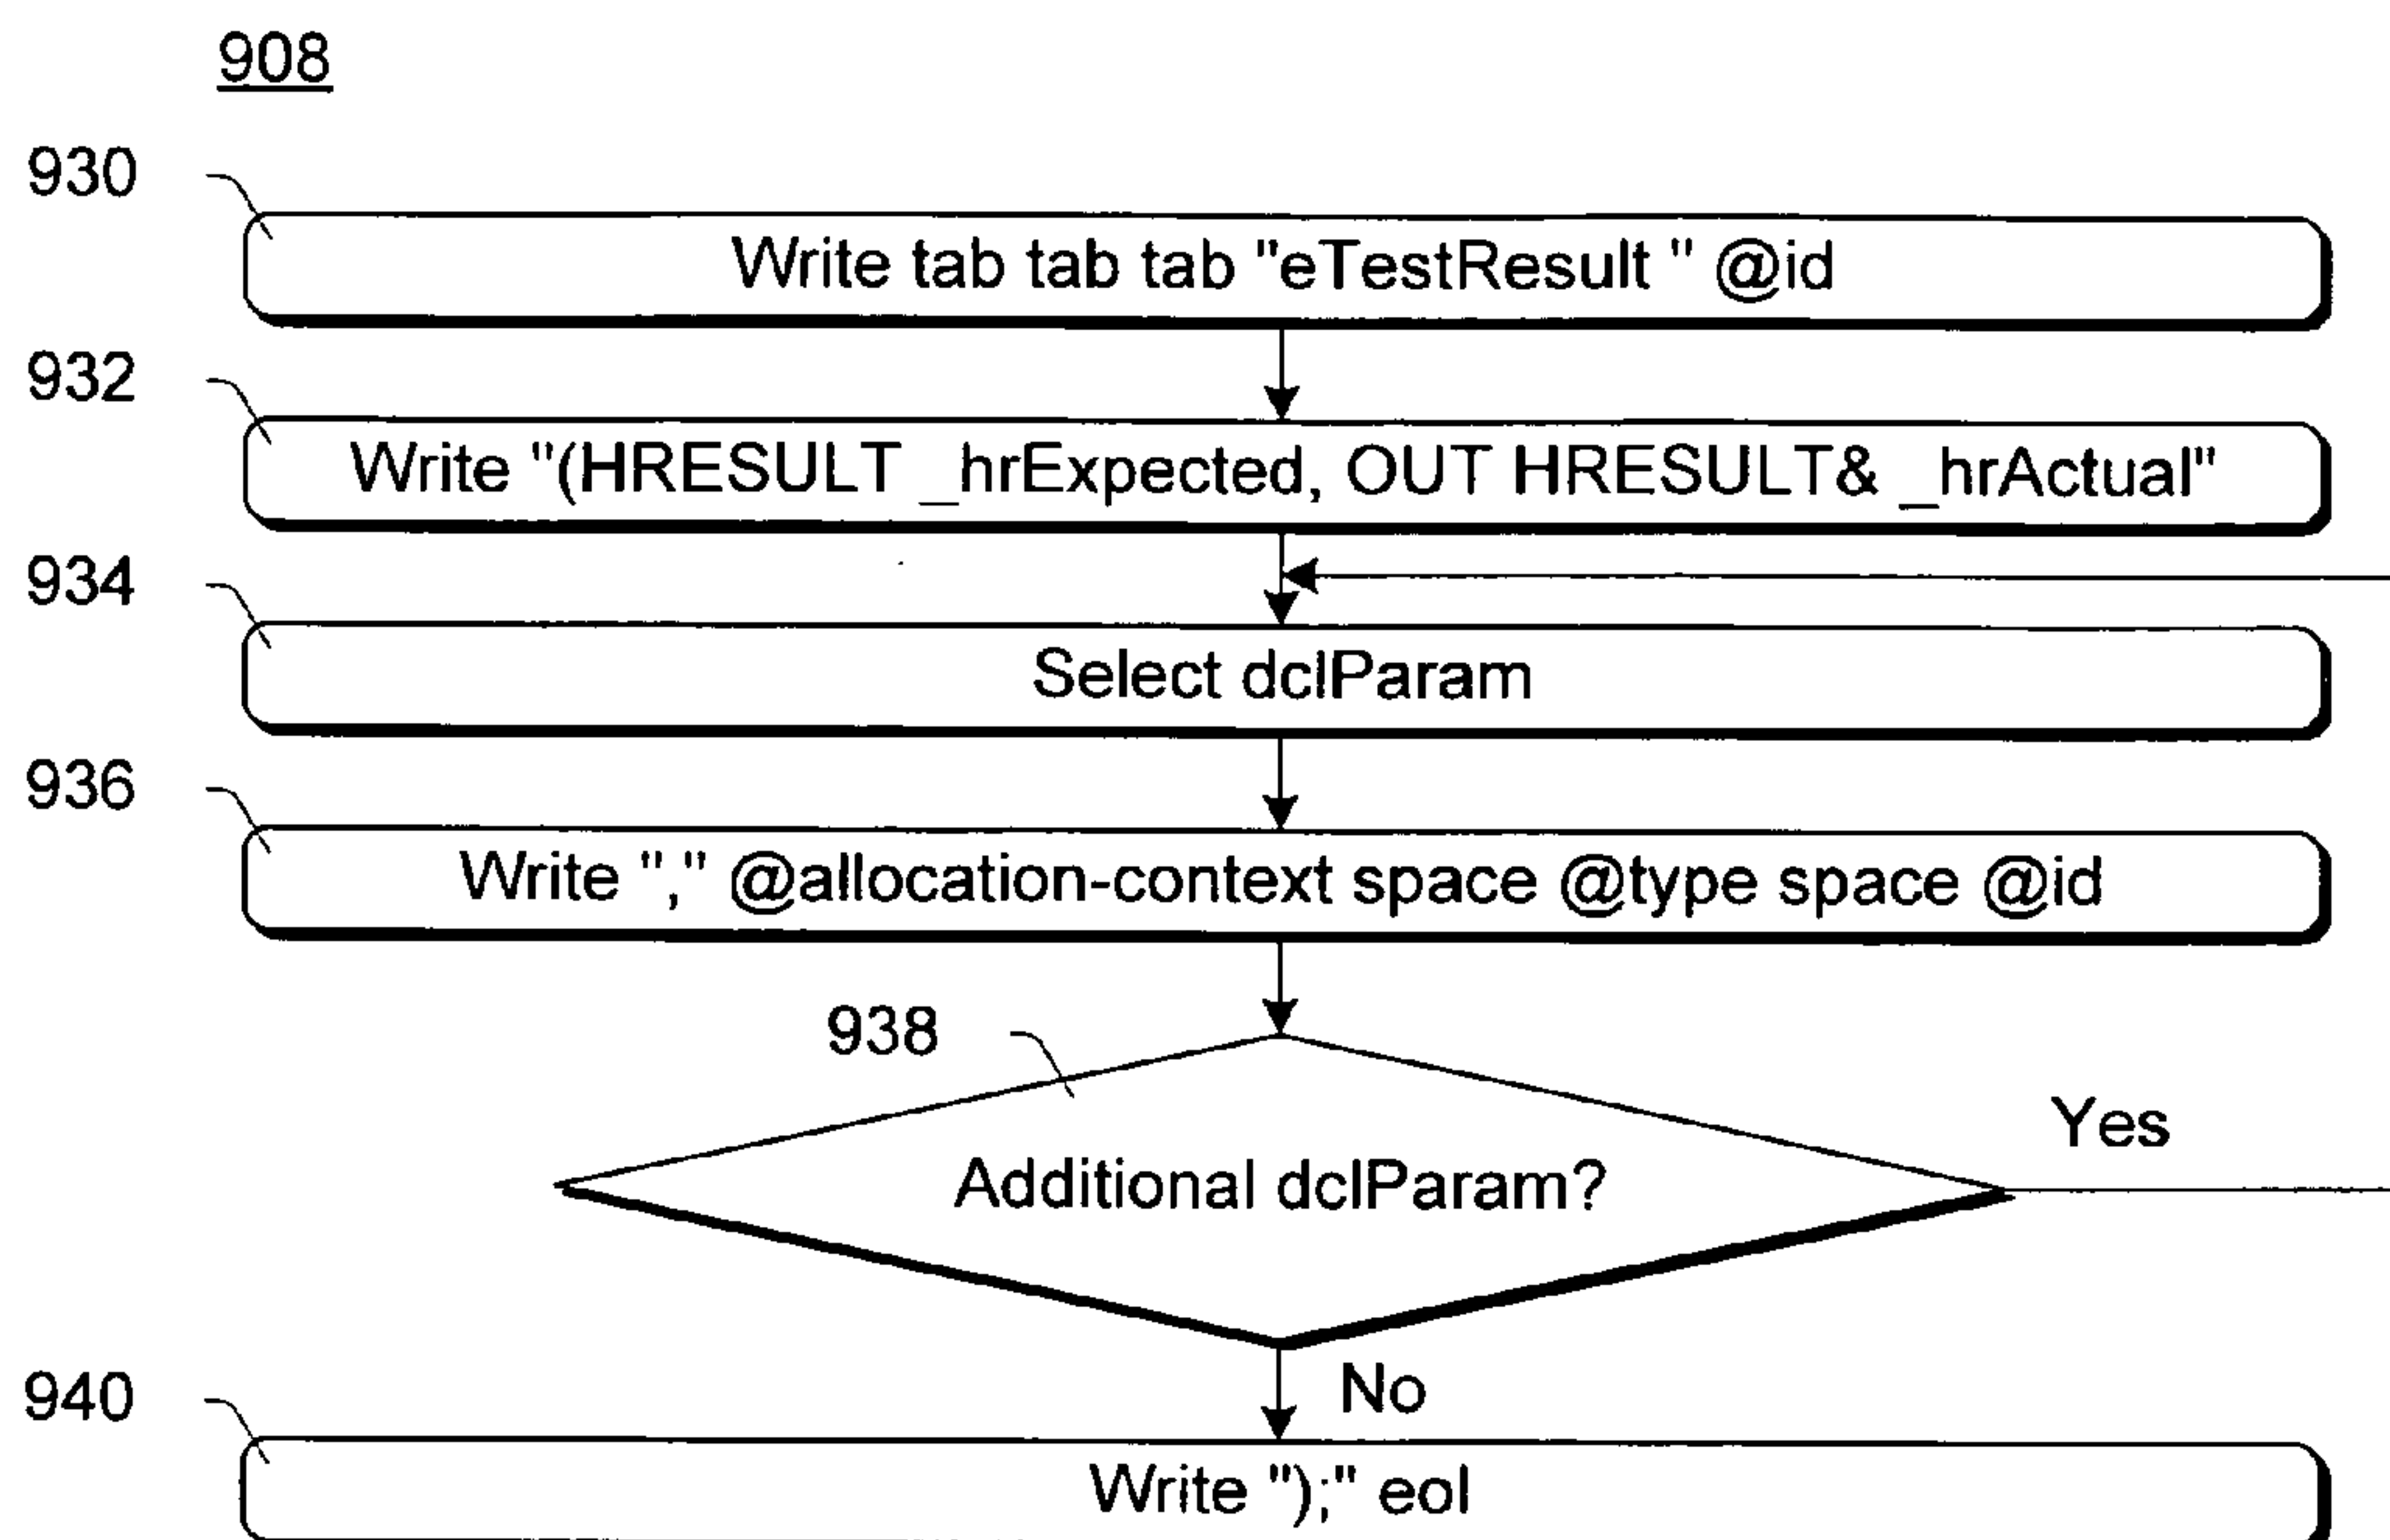 908
930
Write tab tab tab "eTestResult " @id
932
Write "(HRESULT _hrExpected, OUT HRESULT& _hrActual"
934
Select dclParam
936
Write "," @allocation-context space @type space @id
938
Additional dclParam?
Yes
No
940
Write ");" eol